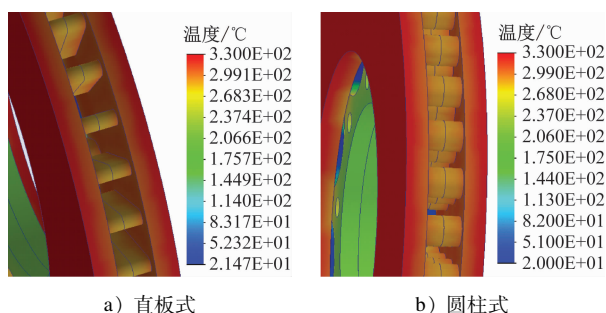 温度/℃
3.300E+02
2.991E+02
2.683E+02
2.374E+02
2.066E+02
1.757E+02
1.449E+02
1.140E+02
8.317E+01
5.232E+01
2.147E+01
a）直板式
温度/℃
3.300E+02
2.990E+02
2.680E+02
2.370E+02
2.060E+02
1.750E+02
1.440E+02
1.130E+02
8.200E+01
5.100E+01
2.000E+01
b）圆柱式